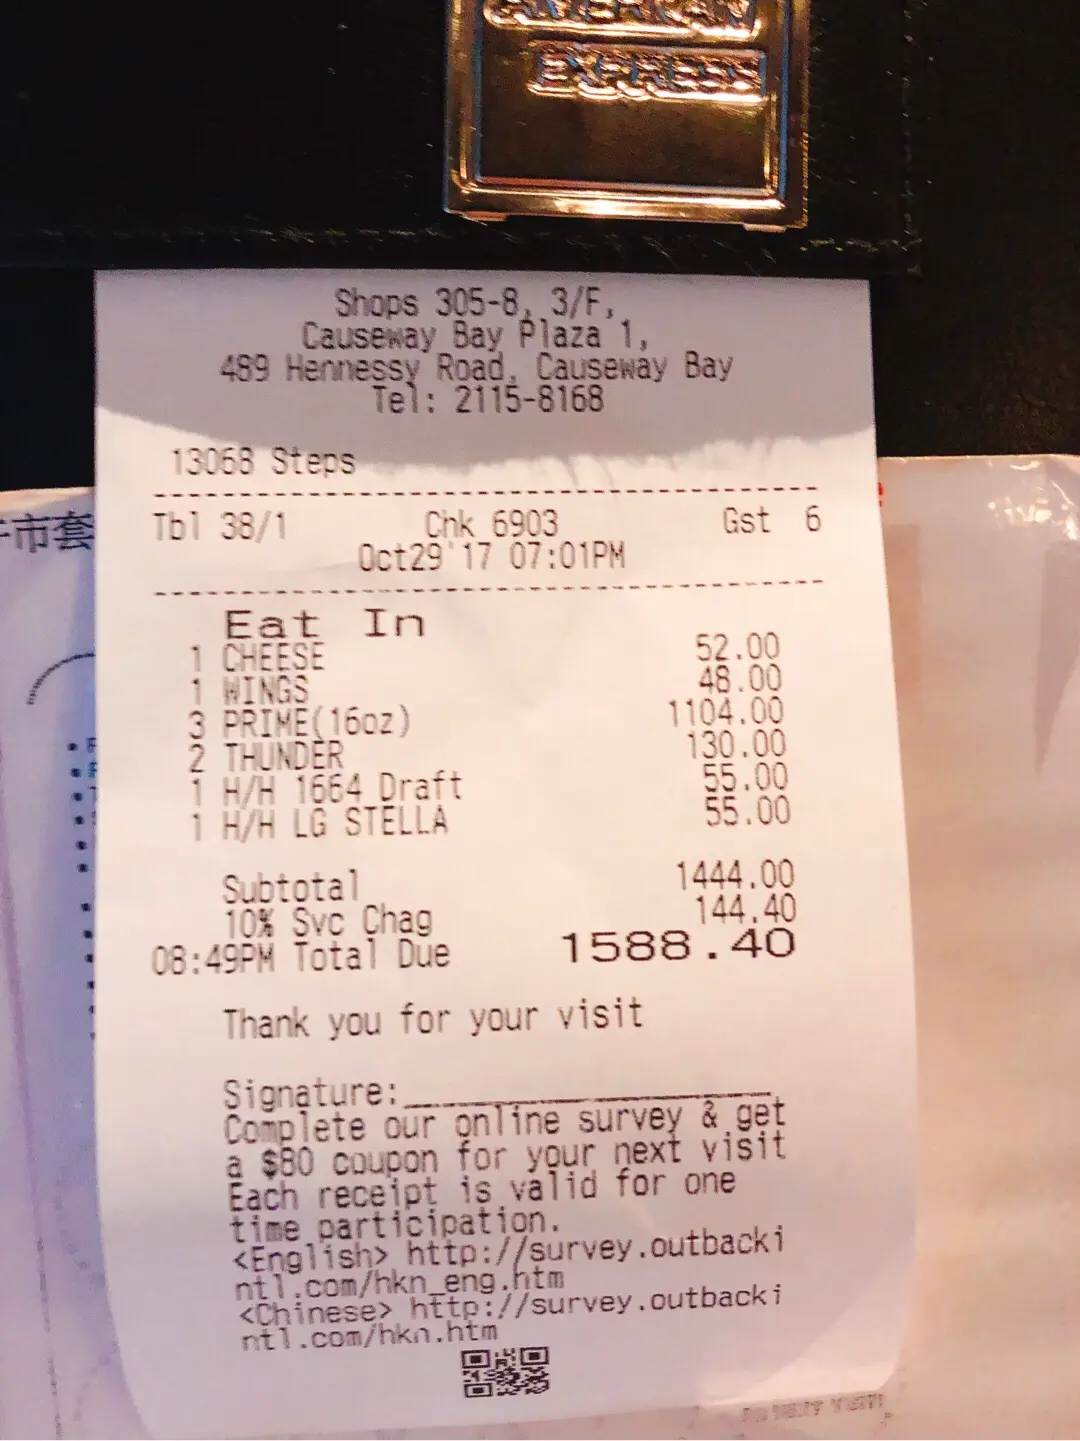 AMERICAN
EXPRESS
Shops 305-8, 3/F,
Causeway Bay Plaza 1,
489 Hennessy Road, Causeway Bay
Tel: 2115-8168
13068 Steps
Tbl 38/1 Chk 6903 Gst 6
Oct29'17 07:01PM
Eat In
1 CHEESE 52.00
1 WINGS 48.00
3 PRIME(16oz) 1104.00
2 THUNDER 130.00
1 H/H 1664 Draft 55.00
1 H/H LG STELLA 55.00
Subtotal 1444.00
10% Svc Chag 144.40
08:49PM Total Due 1588.40
Thank you for your visit
Signature:
Complete our online survey & get
a $80 coupon for your next visit
Each receipt is valid for one
time participation.
<English> http://survey.outbacki
ntl.com/hkn_eng.htm
<Chinese> http://survey.outbacki
ntl.com/hkn.htm
市套